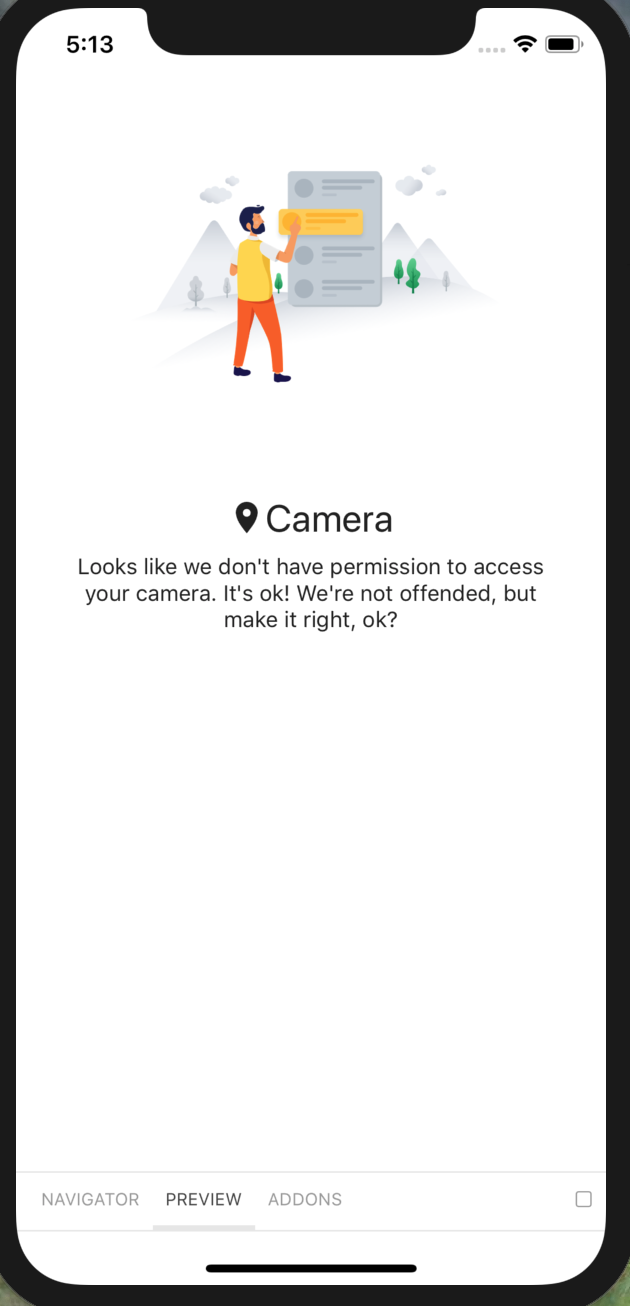 5:13
Camera
Looks like we don't have permission to access
your camera. It's ok! We're not offended, but
make it right, ok?
NAVIGATOR PREVIEW ADDONS